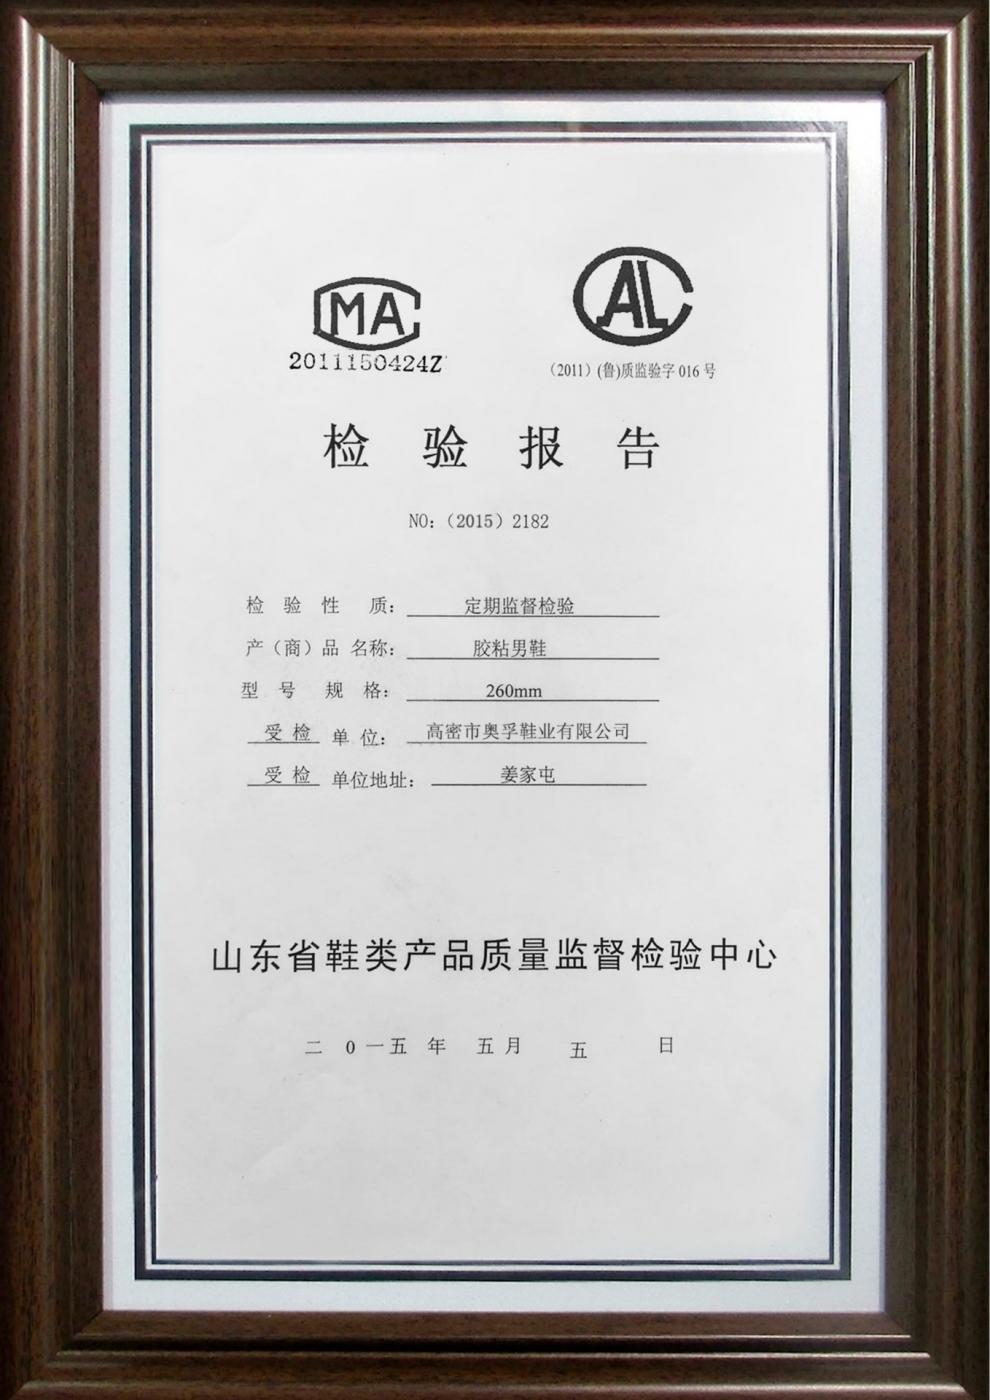 CMA
2011150424Z
CAL
（2011）(鲁)质监验字 016 号
检验报告
NO:（2015）2182
检验性质： 定期监督检验
产（商）品名称： 胶粘男鞋
型号规格： 260mm
受检单位： 高密市奥孚鞋业有限公司
受检单位地址： 姜家屯
山东省鞋类产品质量监督检验中心
二0一五年五月五日